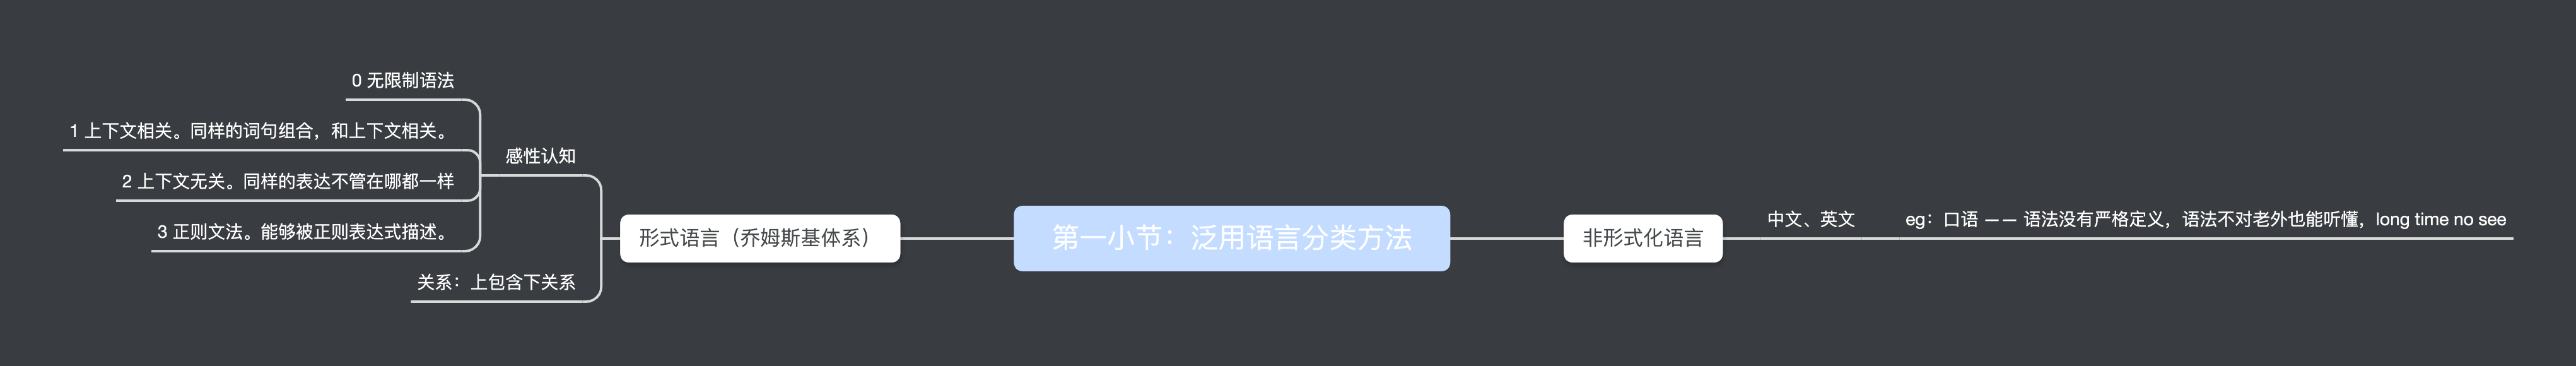 第一小节：泛用语言分类方法
形式语言（乔姆斯基体系）
感性认知
0 无限制语法
1 上下文相关。同样的词句组合，和上下文相关。
2 上下文无关。同样的表达不管在哪都一样
3 正则文法。能够被正则表达式描述。
关系：上包含下关系
非形式化语言
中文、英文
eg：口语 —— 语法没有严格定义，语法不对老外也能听懂，long time no see